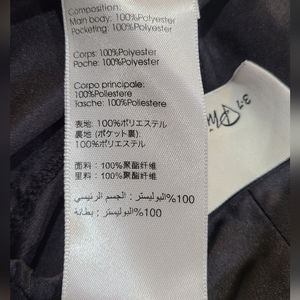 Composition:
Main body: 100%Polyester
Pocketing: 100%Polyester
Corps: 100%Polyester
Poche: 100%Polyester
Corpo principale:
100%Poliestere
Tasche: 100%Poliestere
表地: 100%ポリエステル
裏地 (ポケット裏)
100%ポリエステル
面料: 100%聚酯纤维
里料: 100%聚酯纤维
100%البوليستر : الجسم الرئيسي
100%البوليستر : بطانة
3.1 Phi